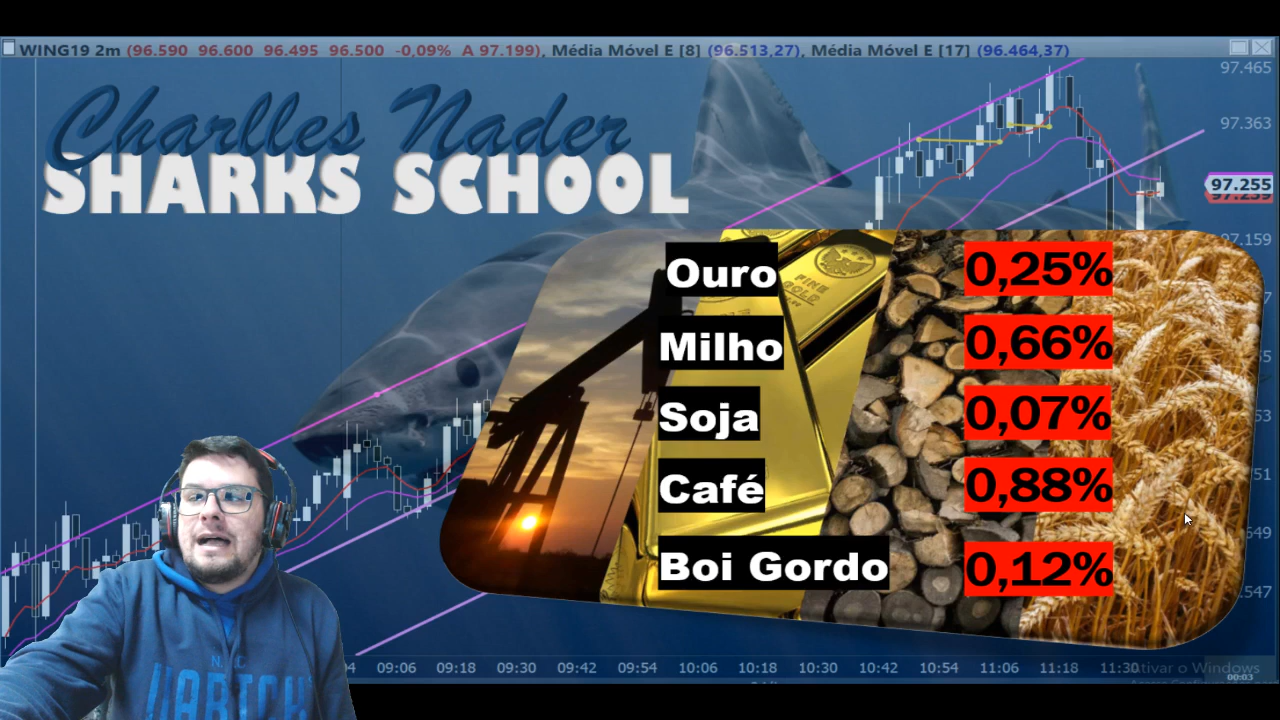 WING19 2m (96.590 96.600 96.495 96.500 -0,09% A 97.199), Média Móvel E [8] (96.513,27), Média Móvel E [17] (96.464,37)
97.465
Charlles Nader
SHARKS SCHOOL
97.363
97.255
97.159
Ouro 0,25%
Milho 0,66%
Soja 0,07%
Café 0,88%
Boi Gordo 0,12%
09:06 09:18 09:30 09:42 09:54 10:06 10:18 10:30 10:42 10:54 11:06 11:18 11:30
Ativar o Windows
00:03